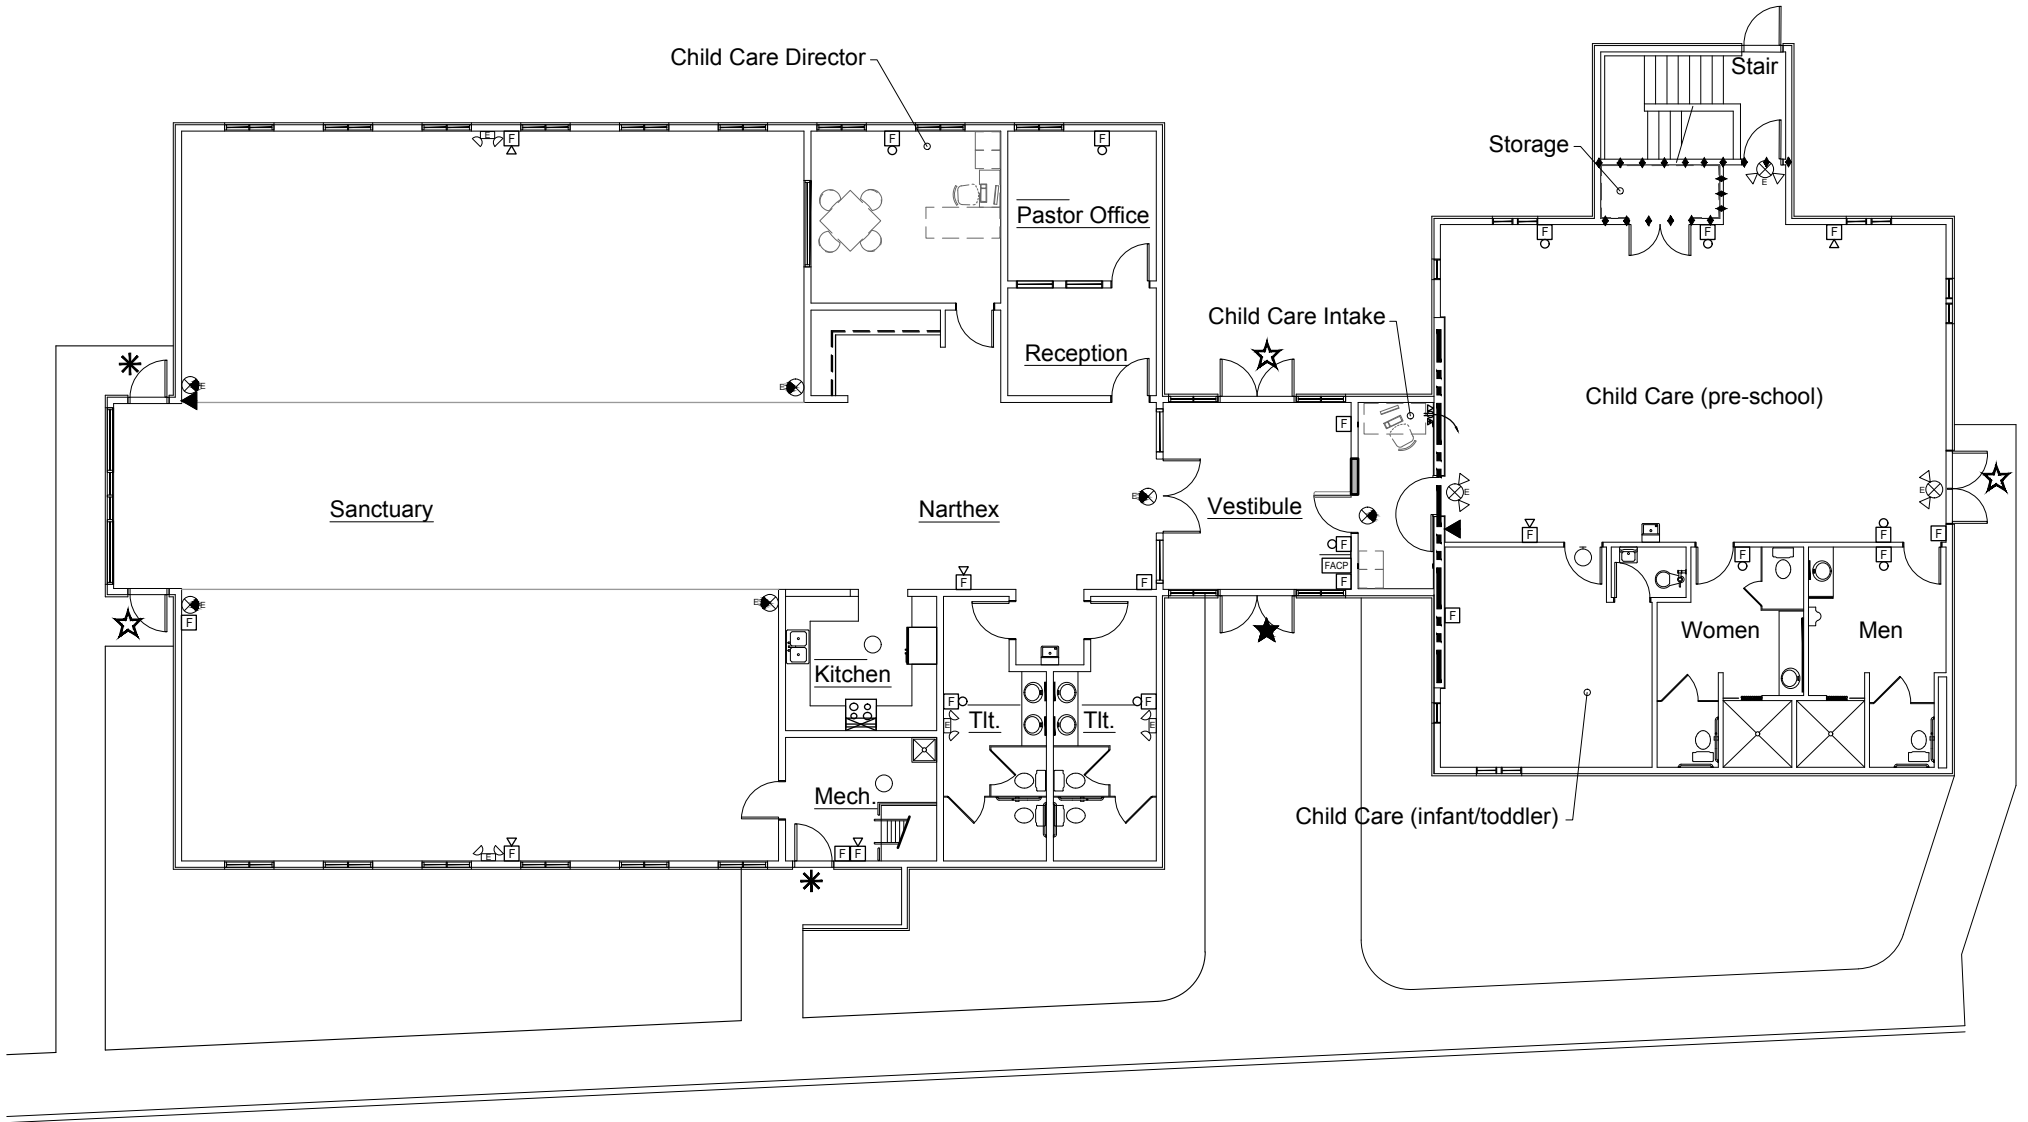 Child Care Director
Stair
Storage
E
F
F
F
E
Pastor Office
F
F
F
Child Care Intake
Reception
E
E
Child Care (pre-school)
F
Sanctuary
Narthex
E
Vestibule
E
E
F
F
F
F
F
FACP
F
F
F
F
F
E
E
F
F
Women
Men
Kitchen
F
F
Tlt.
Tlt.
E
E
Mech.
Child Care (infant/toddler)
E
F
F
F